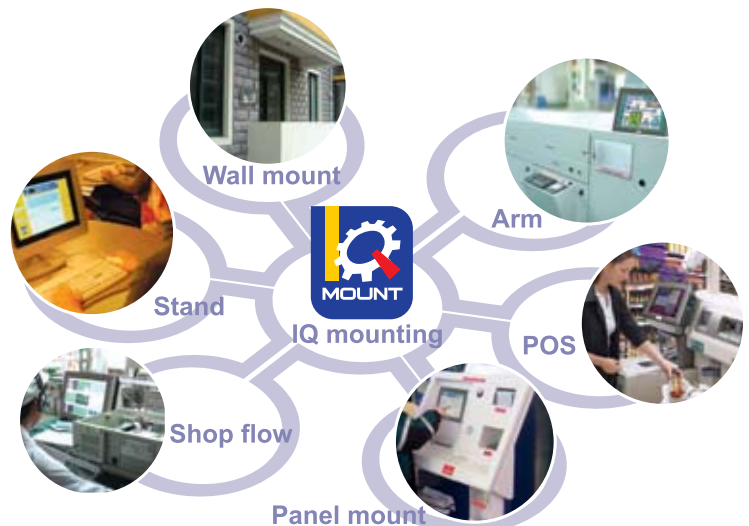 Wall mount
Arm
MOUNT
Stand
IQ mounting
POS
Shop flow
Panel mount